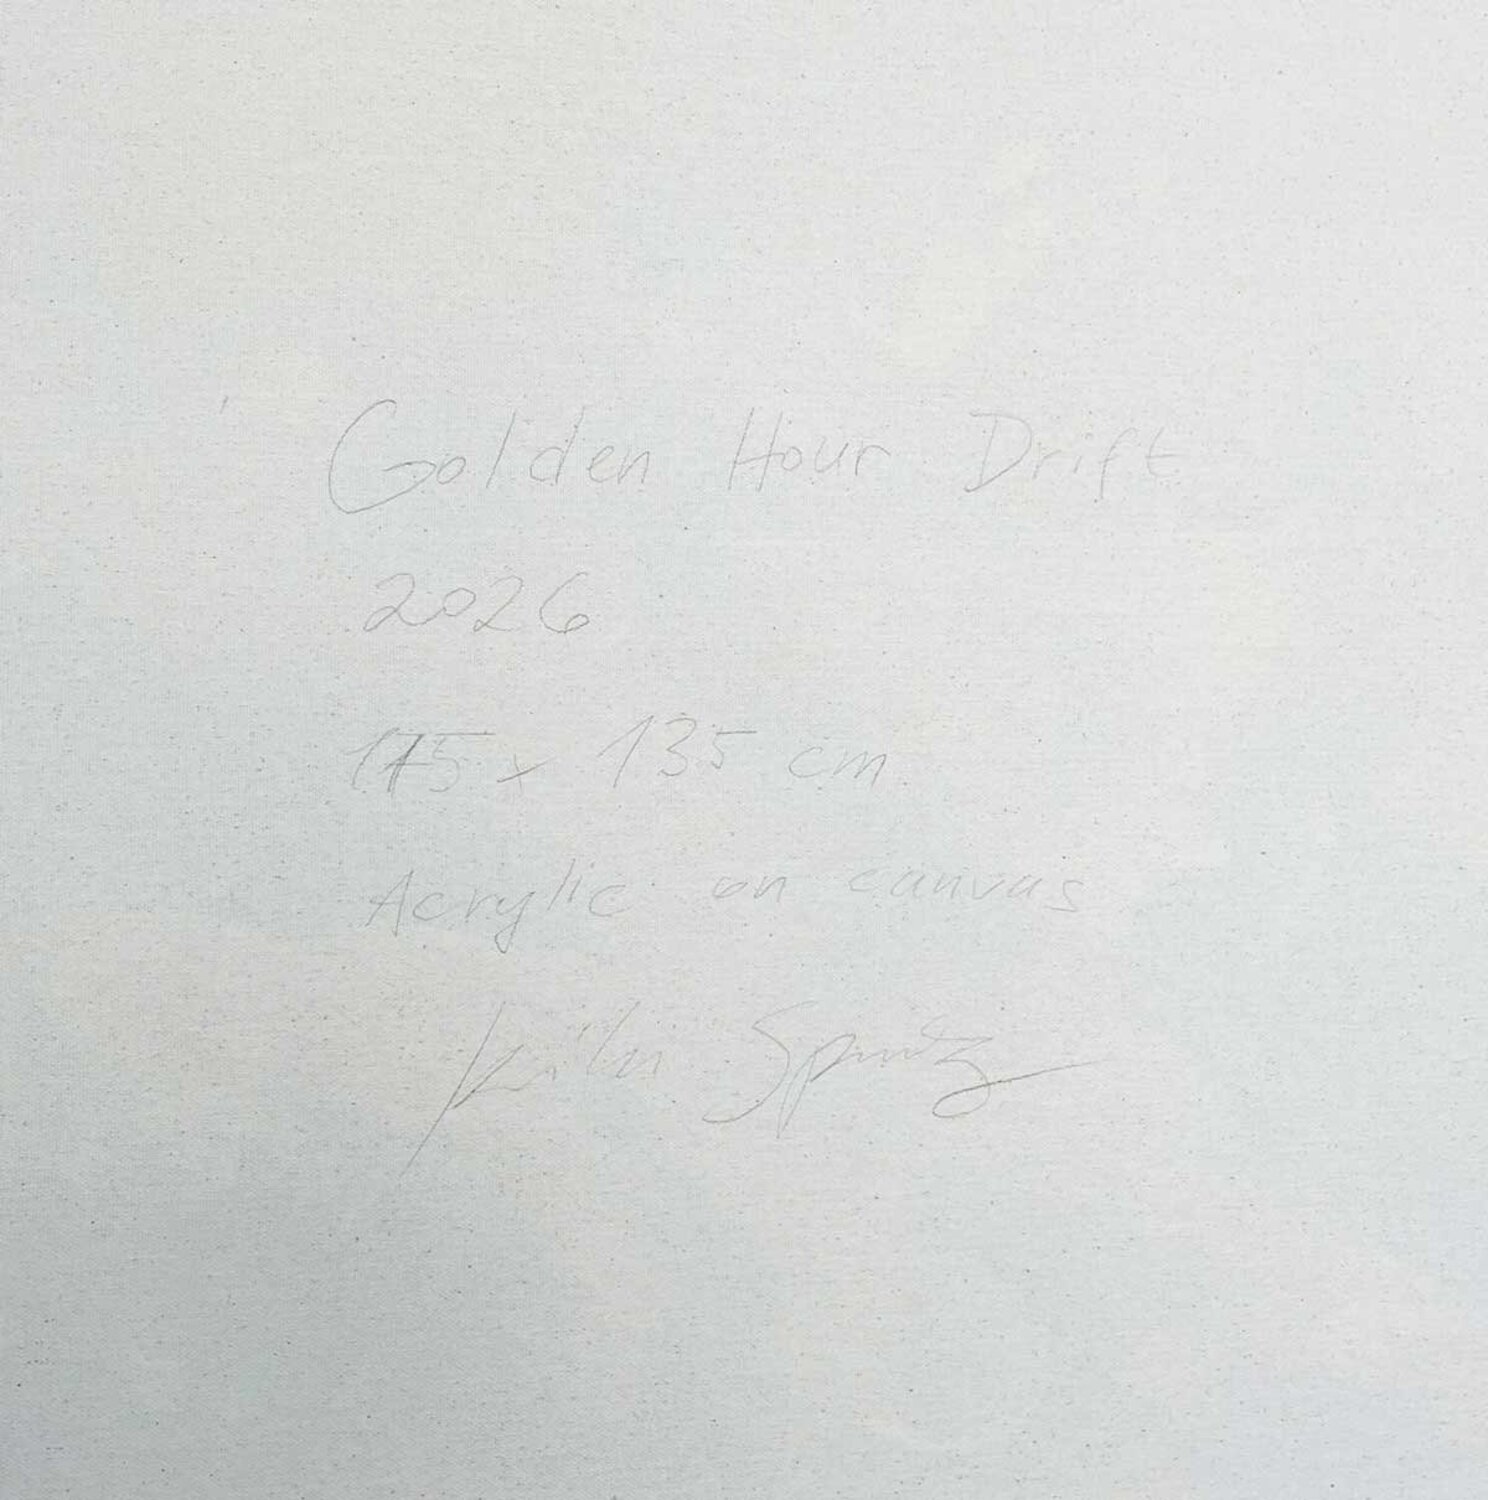 Golden Hour Drift
2026
175 x 135 cm
Acrylic on canvas